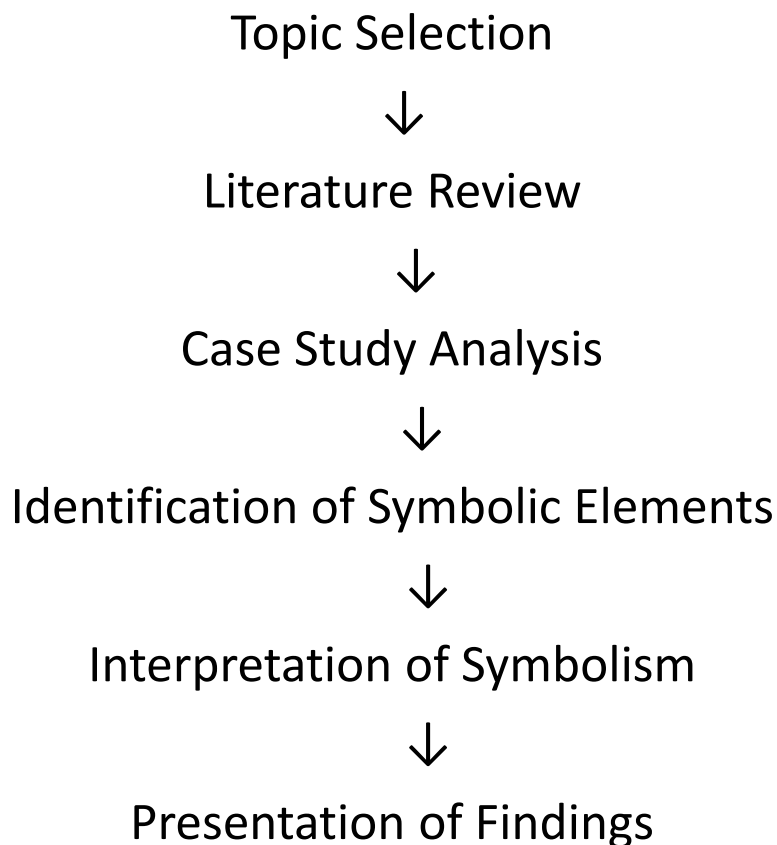 Topic Selection
↓
Literature Review
↓
Case Study Analysis
↓
Identification of Symbolic Elements
↓
Interpretation of Symbolism
↓
Presentation of Findings